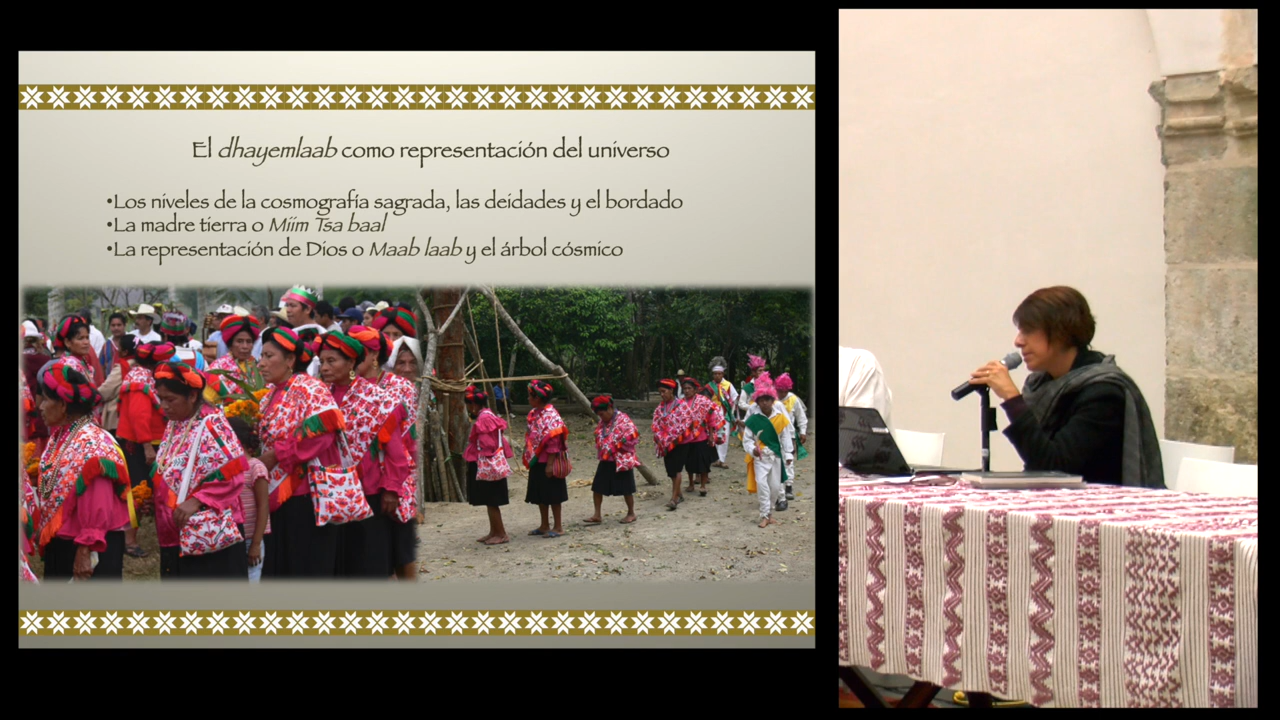 El dhayemlaab como representación del universo
•Los niveles de la cosmografía sagrada, las deidades y el bordado
•La madre tierra o Miim Tsa baal
•La representación de Dios o Maab laab y el árbol cósmico